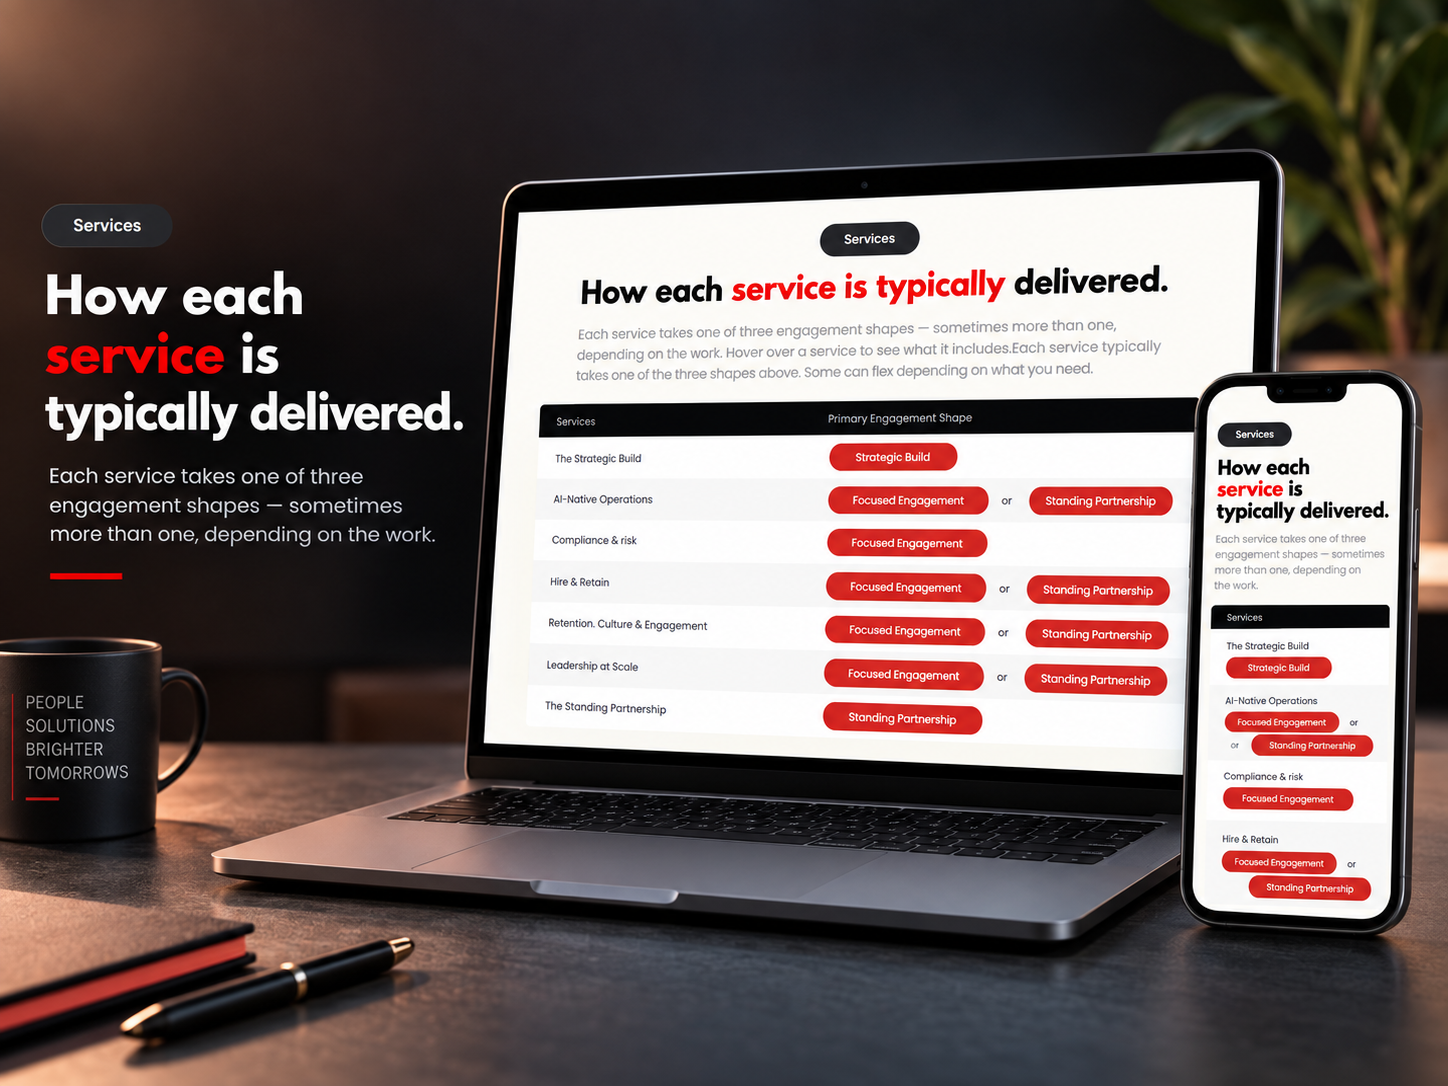 Services
How each
service is
typically delivered.
Each service takes one of three
engagement shapes — sometimes
more than one, depending on the work.
PEOPLE
SOLUTIONS
BRIGHTER
TOMORROWS
Services
How each service is typically delivered.
Each service takes one of three engagement shapes — sometimes more than one,
depending on the work. Hover over a service to see what it includes.Each service typically
takes one of the three shapes above. Some can flex depending on what you need.
Services Primary Engagement Shape
The Strategic Build Strategic Build
AI-Native Operations Focused Engagement or Standing Partnership
Compliance & risk Focused Engagement
Hire & Retain Focused Engagement or Standing Partnership
Retention. Culture & Engagement Focused Engagement or Standing Partnership
Leadership at Scale Focused Engagement or Standing Partnership
The Standing Partnership Standing Partnership
Services
How each
service is
typically delivered.
Each service takes one of three
engagement shapes — sometimes
more than one, depending on
the work.
Services
The Strategic Build
Strategic Build
AI-Native Operations
Focused Engagement or
or Standing Partnership
Compliance & risk
Focused Engagement
Hire & Retain
Focused Engagement or
Standing Partnership